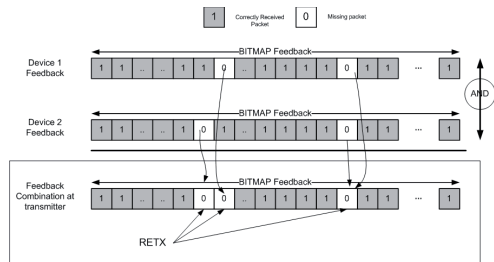 1 Correctly Received Packet 0 Missing packet
BITMAP Feedback
Device 1 Feedback
1 1 .. .. 1 1 0 .. 1 1 1 1 0 1 1 ... 1
AND
BITMAP Feedback
Device 2 Feedback
1 1 .. .. 1 0 1 .. 1 1 1 1 0 1 1 ... 1
BITMAP Feedback
Feedback Combination at transmitter
1 1 .. .. 1 0 0 .. 1 1 1 1 0 1 1 ... 1
RETX